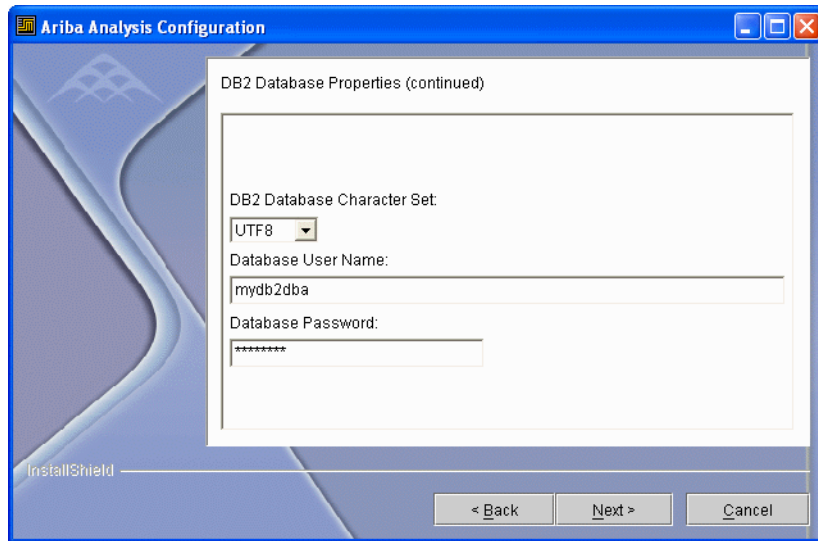 Ariba Analysis Configuration
DB2 Database Properties (continued)
DB2 Database Character Set:
UTF8
Database User Name:
mydb2dba
Database Password:
********
InstallShield
< Back
Next >
Cancel